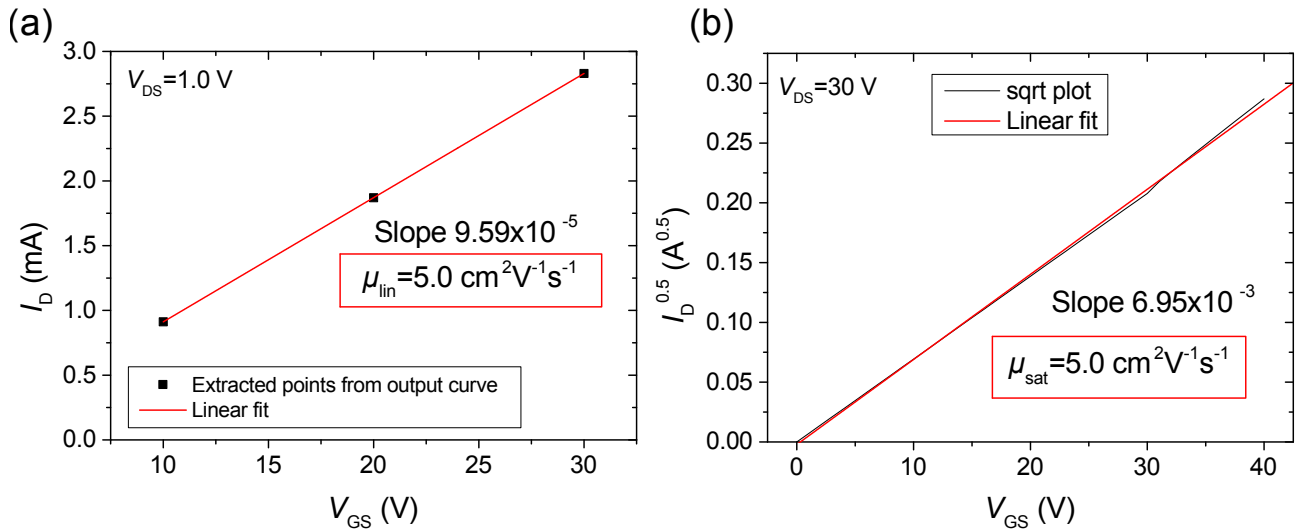 (a)
V_DS=1.0 V
3.0
2.5
2.0
1.5
1.0
0.5
0.0
I_D (mA)
Slope 9.59x10 ⁻⁵
μ_lin=5.0 cm²V⁻¹s⁻¹
Extracted points from output curve
Linear fit
10
15
20
25
30
V_GS (V)
(b)
V_DS=30 V
sqrt plot
Linear fit
0.30
0.25
0.20
0.15
0.10
0.05
0.00
I_D^0.5 (A^0.5)
Slope 6.95x10 ⁻³
μ_sat=5.0 cm²V⁻¹s⁻¹
0
10
20
30
40
V_GS (V)